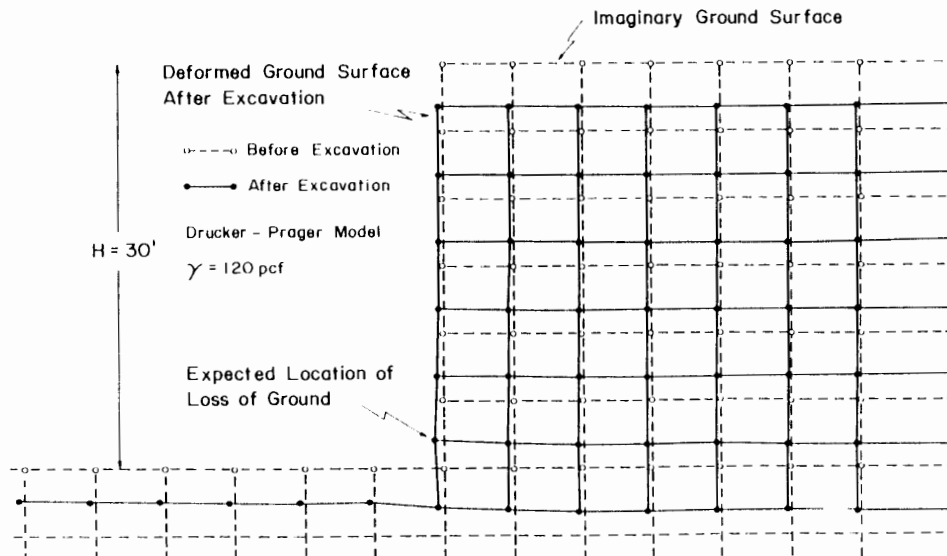 Imaginary Ground Surface
Deformed Ground Surface
After Excavation
Before Excavation
After Excavation
Drucker - Prager Model
γ = 120 pcf
H = 30'
Expected Location of
Loss of Ground